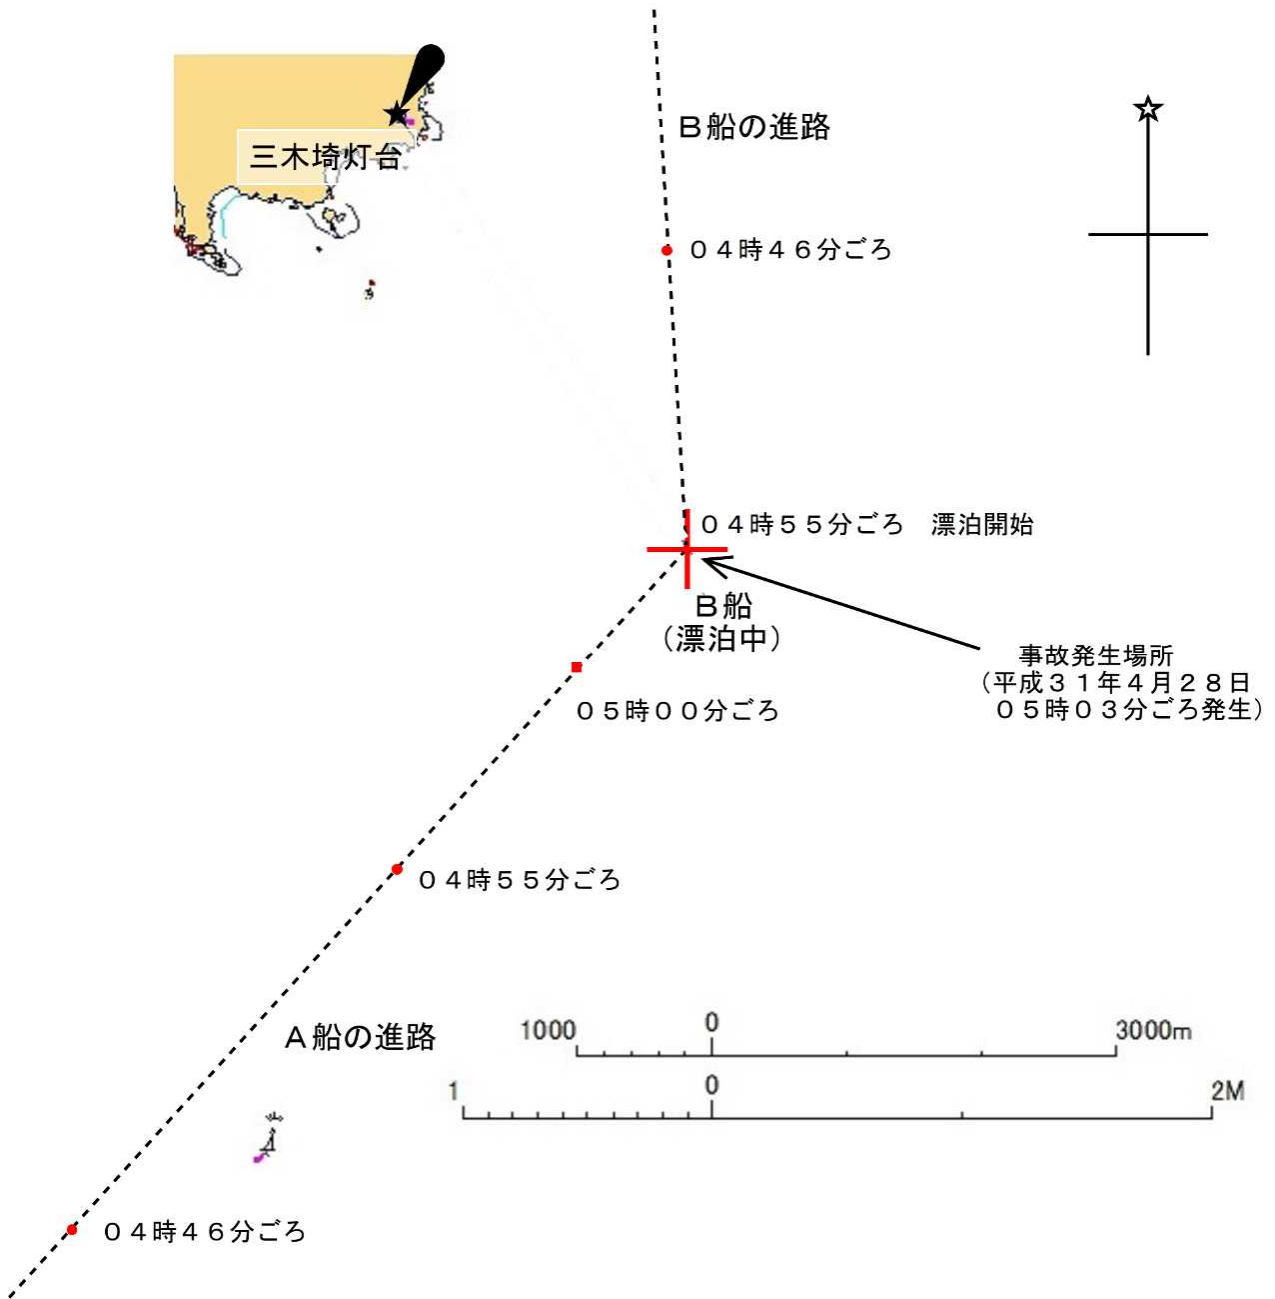 Ｂ船の進路
三木埼灯台
０４時４６分ごろ
０４時５５分ごろ　漂泊開始
Ｂ船
（漂泊中）
事故発生場所
（平成３１年４月２８日
０５時０３分ごろ発生）
０５時００分ごろ
０４時５５分ごろ
Ａ船の進路
1000 0 3000m
1 0 2M
０４時４６分ごろ